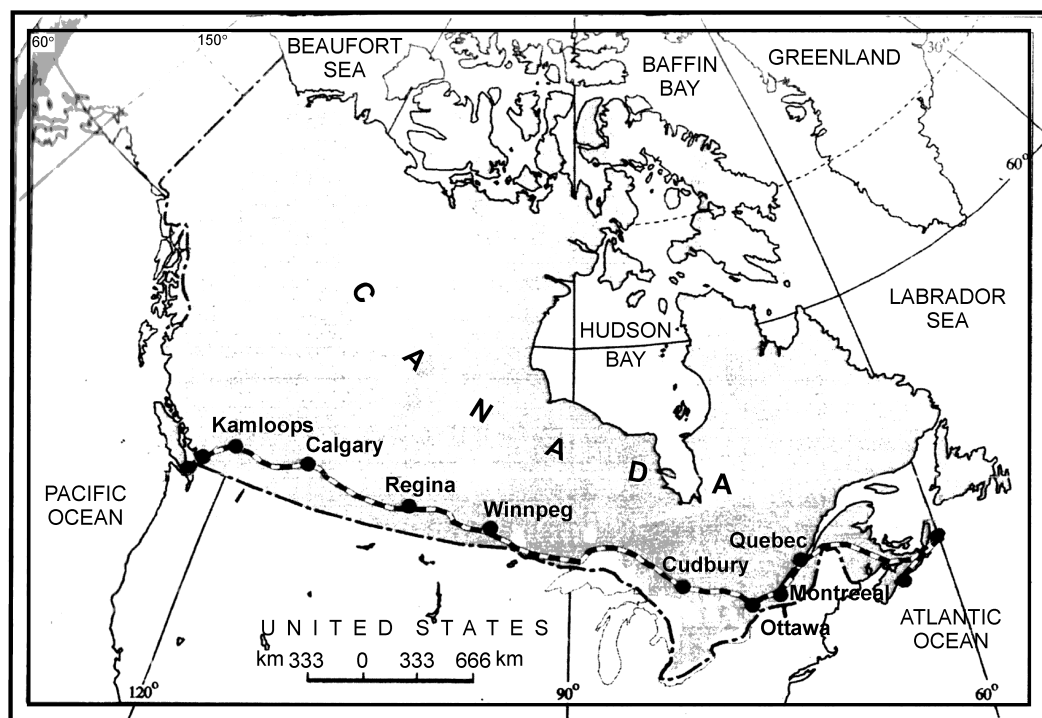 60°
150°
BEAUFORT
SEA
BAFFIN
BAY
GREENLAND
30°
60°
LABRADOR
SEA
HUDSON
BAY
C
A
N
A
D
A
Kamloops
Calgary
Regina
Winnpeg
PACIFIC
OCEAN
Quebec
Cudbury
Montreeal
Ottawa
ATLANTIC
OCEAN
UNITED STATES
km 333 0 333 666 km
120°
90°
60°